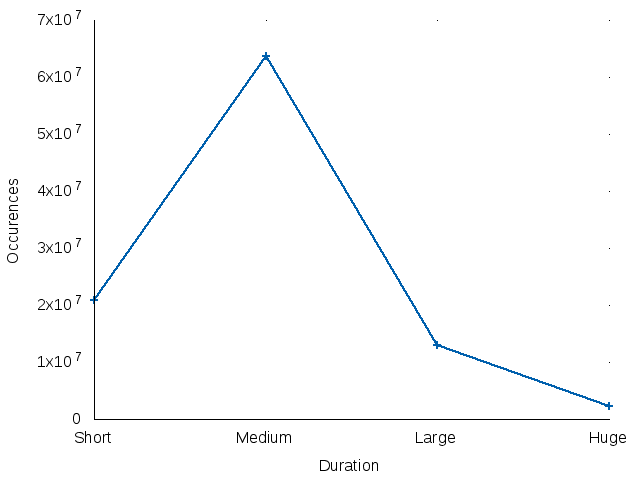 7x10^7
6x10^7
5x10^7
4x10^7
3x10^7
2x10^7
1x10^7
0
Occurences
Short Medium Large Huge
Duration